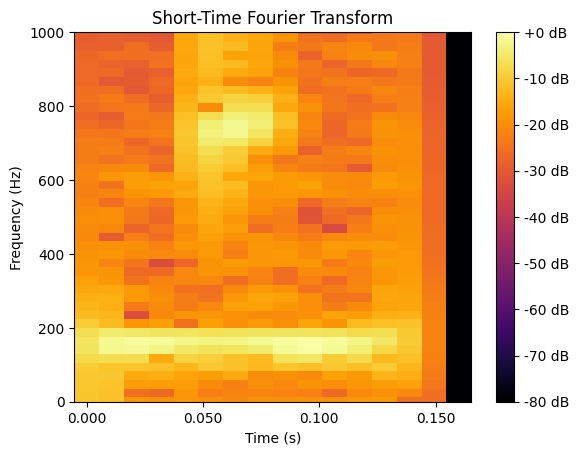 Short-Time Fourier Transform
1000
800
600
400
200
0
Frequency (Hz)
0.000
0.050
0.100
0.150
Time (s)
+0 dB
-10 dB
-20 dB
-30 dB
-40 dB
-50 dB
-60 dB
-70 dB
-80 dB